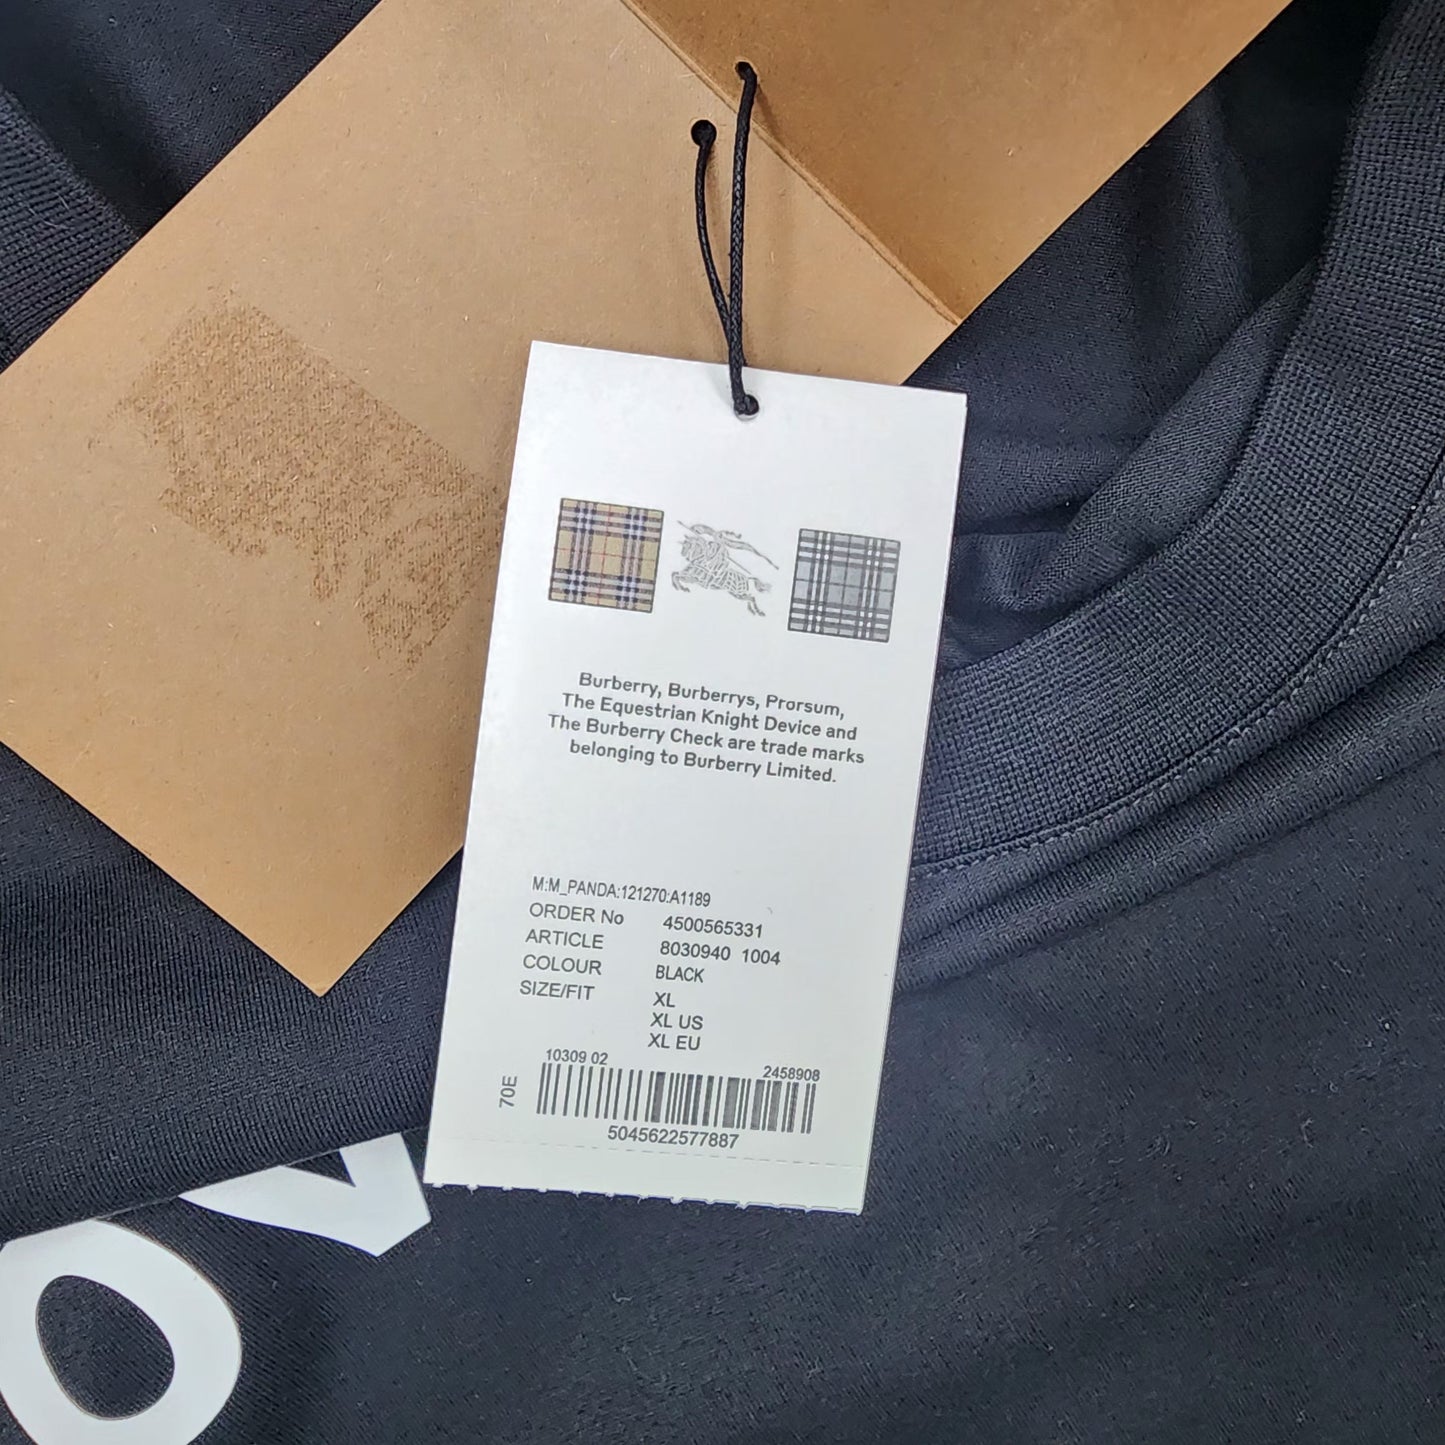 Burberry, Burberrys, Prorsum,
The Equestrian Knight Device and
The Burberry Check are trade marks
belonging to Burberry Limited.
M:M_PANDA:121270:A1189
ORDER No 4500565331
ARTICLE 8030940 1004
COLOUR BLACK
SIZE/FIT XL
XL US
XL EU
10309 02 2458908
70E
5045622577887